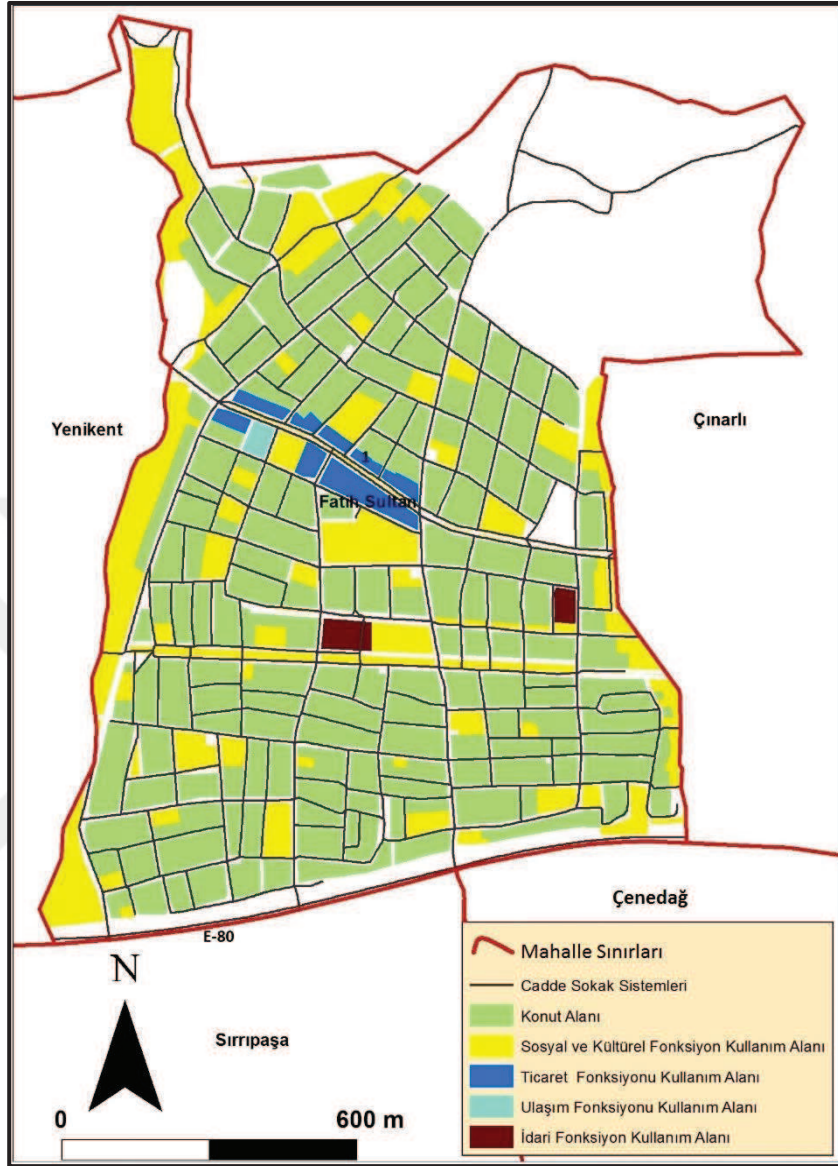 Yenikent
Çınarlı
1
Fatih Sultan
Çenedağ
E-80
N
Sırrıpaşa
0 600 m
Mahalle Sınırları
Cadde Sokak Sistemleri
Konut Alanı
Sosyal ve Kültürel Fonksiyon Kullanım Alanı
Ticaret Fonksiyonu Kullanım Alanı
Ulaşım Fonksiyonu Kullanım Alanı
İdari Fonksiyon Kullanım Alanı